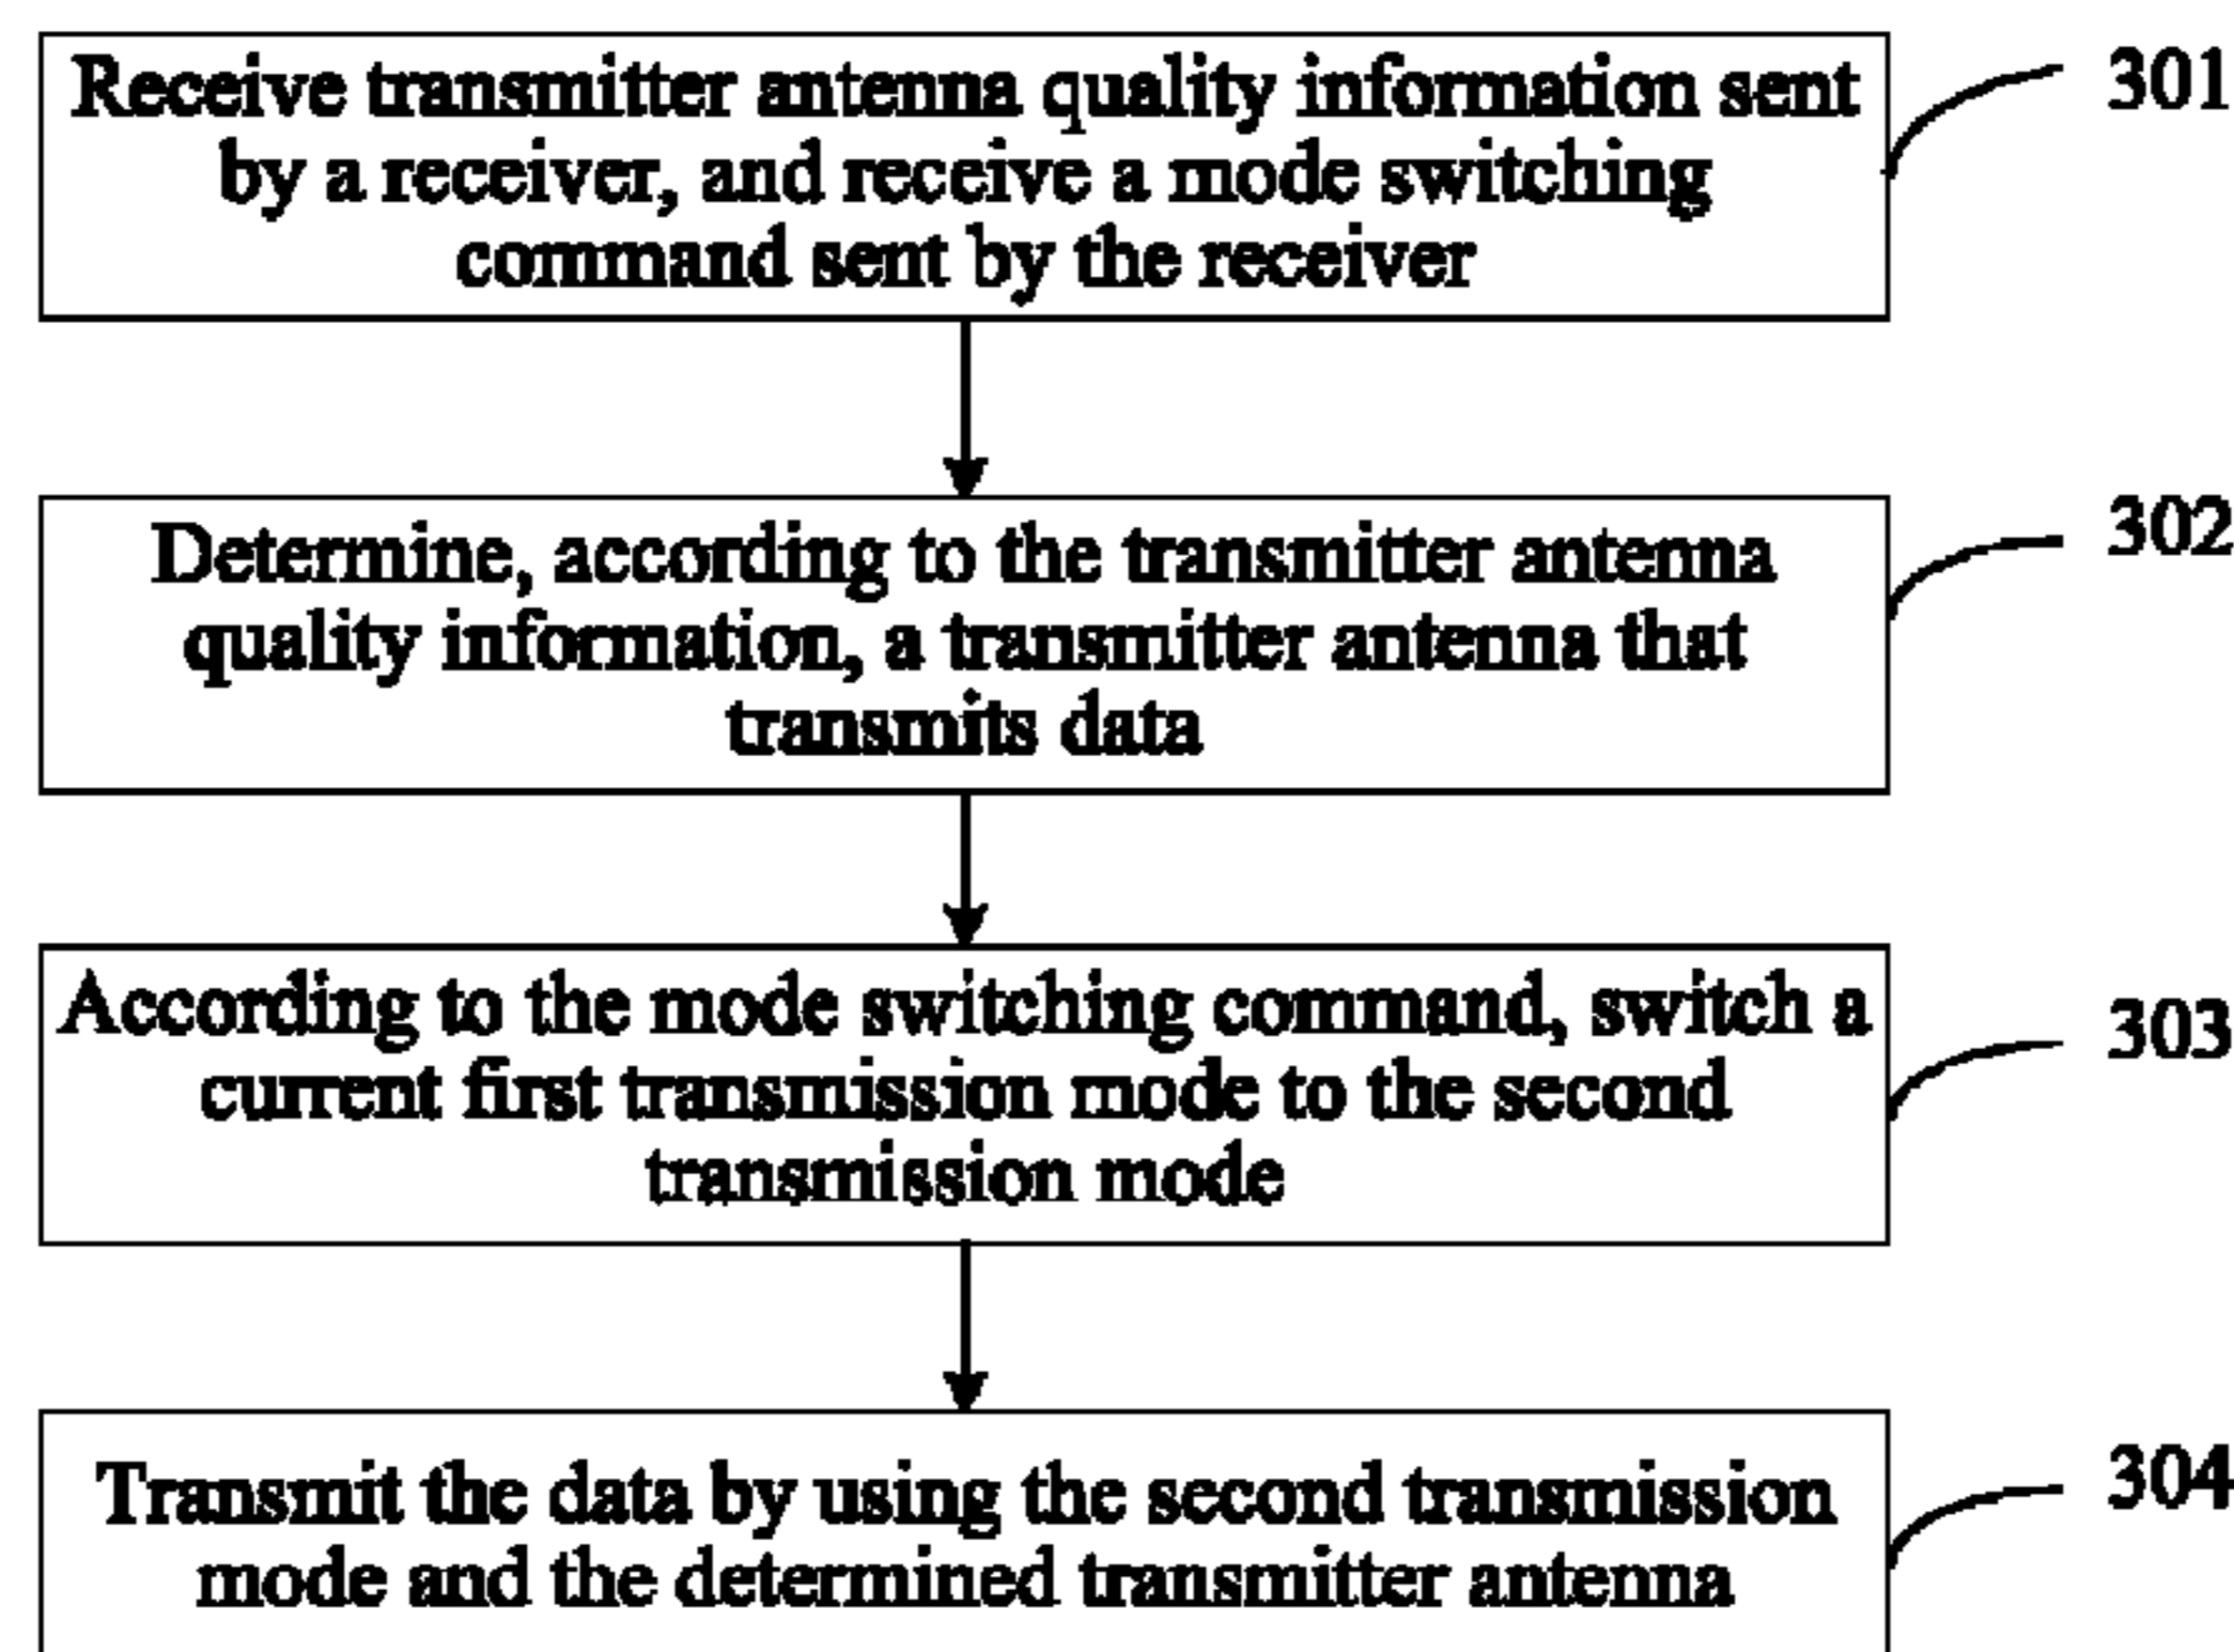 Receive transmitter antenna quality information sent
by a receiver, and receive a mode switching
command sent by the receiver
301
Determine, according to the transmitter antenna
quality information, a transmitter antenna that
transmits data
302
According to the mode switching command, switch a
current first transmission mode to the second
transmission mode
303
Transmit the data by using the second transmission
mode and the determined transmitter antenna
304